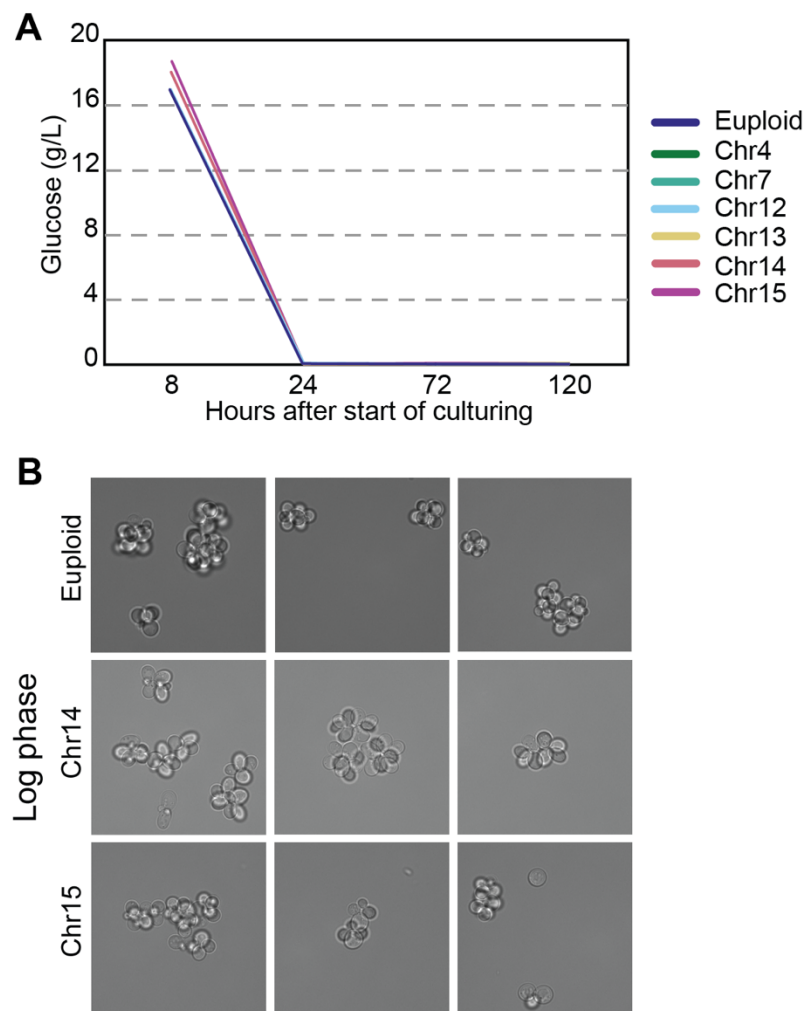 A
20
16
12
8
4
0
Glucose (g/L)
8 24 72 120
Hours after start of culturing
Euploid
Chr4
Chr7
Chr12
Chr13
Chr14
Chr15
B
Log phase
Euploid
Chr14
Chr15